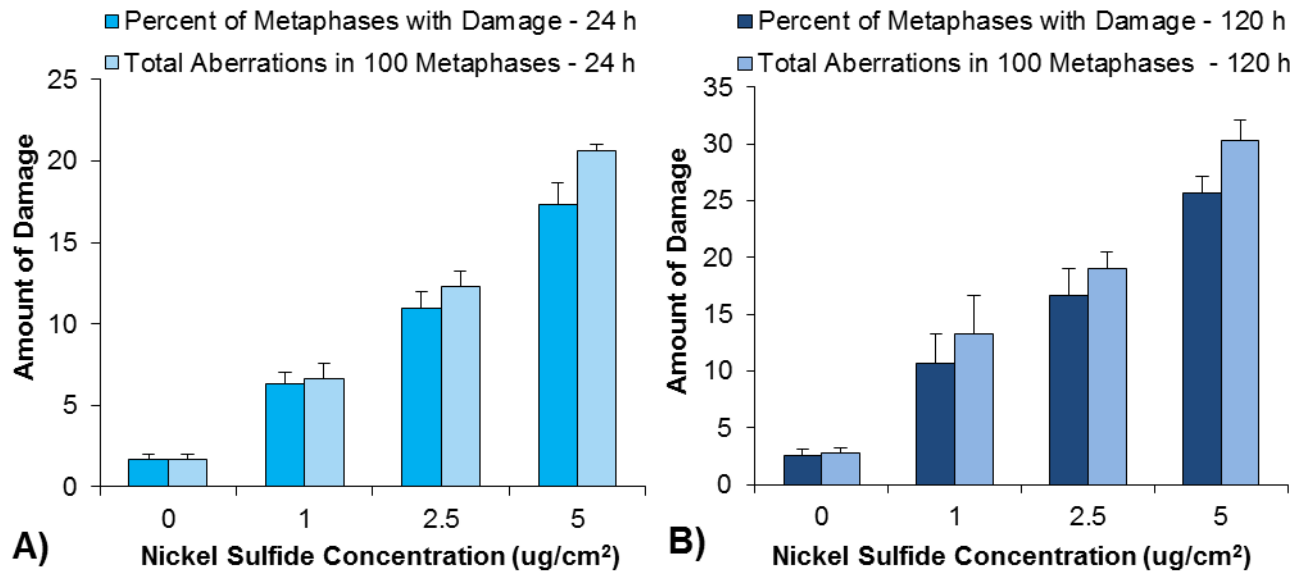 Percent of Metaphases with Damage - 24 h
Total Aberrations in 100 Metaphases - 24 h
25
20
15
10
5
0
Amount of Damage
0 1 2.5 5
Nickel Sulfide Concentration (ug/cm²)
A)
Percent of Metaphases with Damage - 120 h
Total Aberrations in 100 Metaphases - 120 h
35
30
25
20
15
10
5
0
Amount of Damage
0 1 2.5 5
Nickel Sulfide Concentration (ug/cm²)
B)